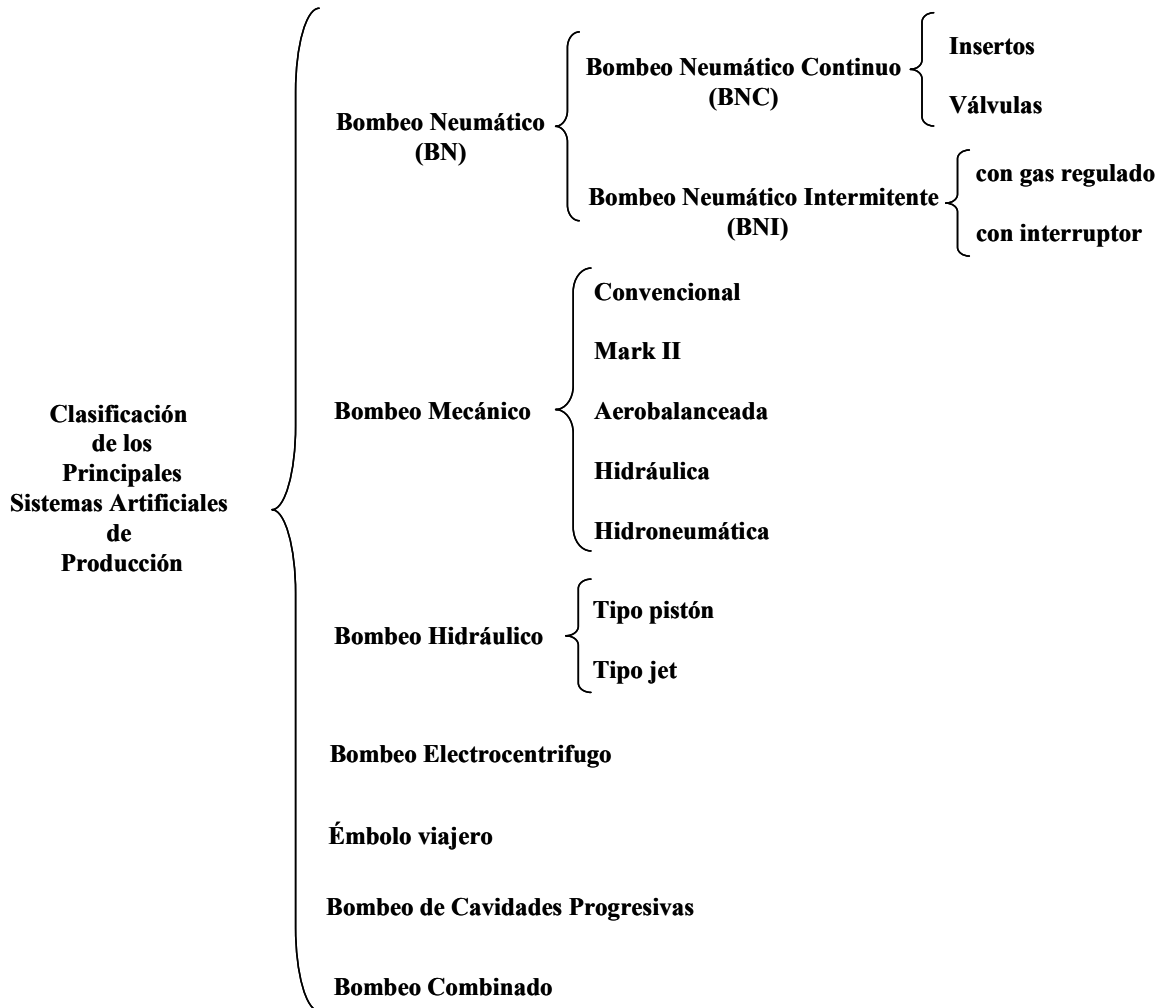 Clasificación
de los
Principales
Sistemas Artificiales
de
Producción
Bombeo Neumático
(BN)
Bombeo Neumático Continuo
(BNC)
Insertos
Válvulas
Bombeo Neumático Intermitente
(BNI)
con gas regulado
con interruptor
Bombeo Mecánico
Convencional
Mark II
Aerobalanceada
Hidráulica
Hidroneumática
Bombeo Hidráulico
Tipo pistón
Tipo jet
Bombeo Electrocentrifugo
Émbolo viajero
Bombeo de Cavidades Progresivas
Bombeo Combinado